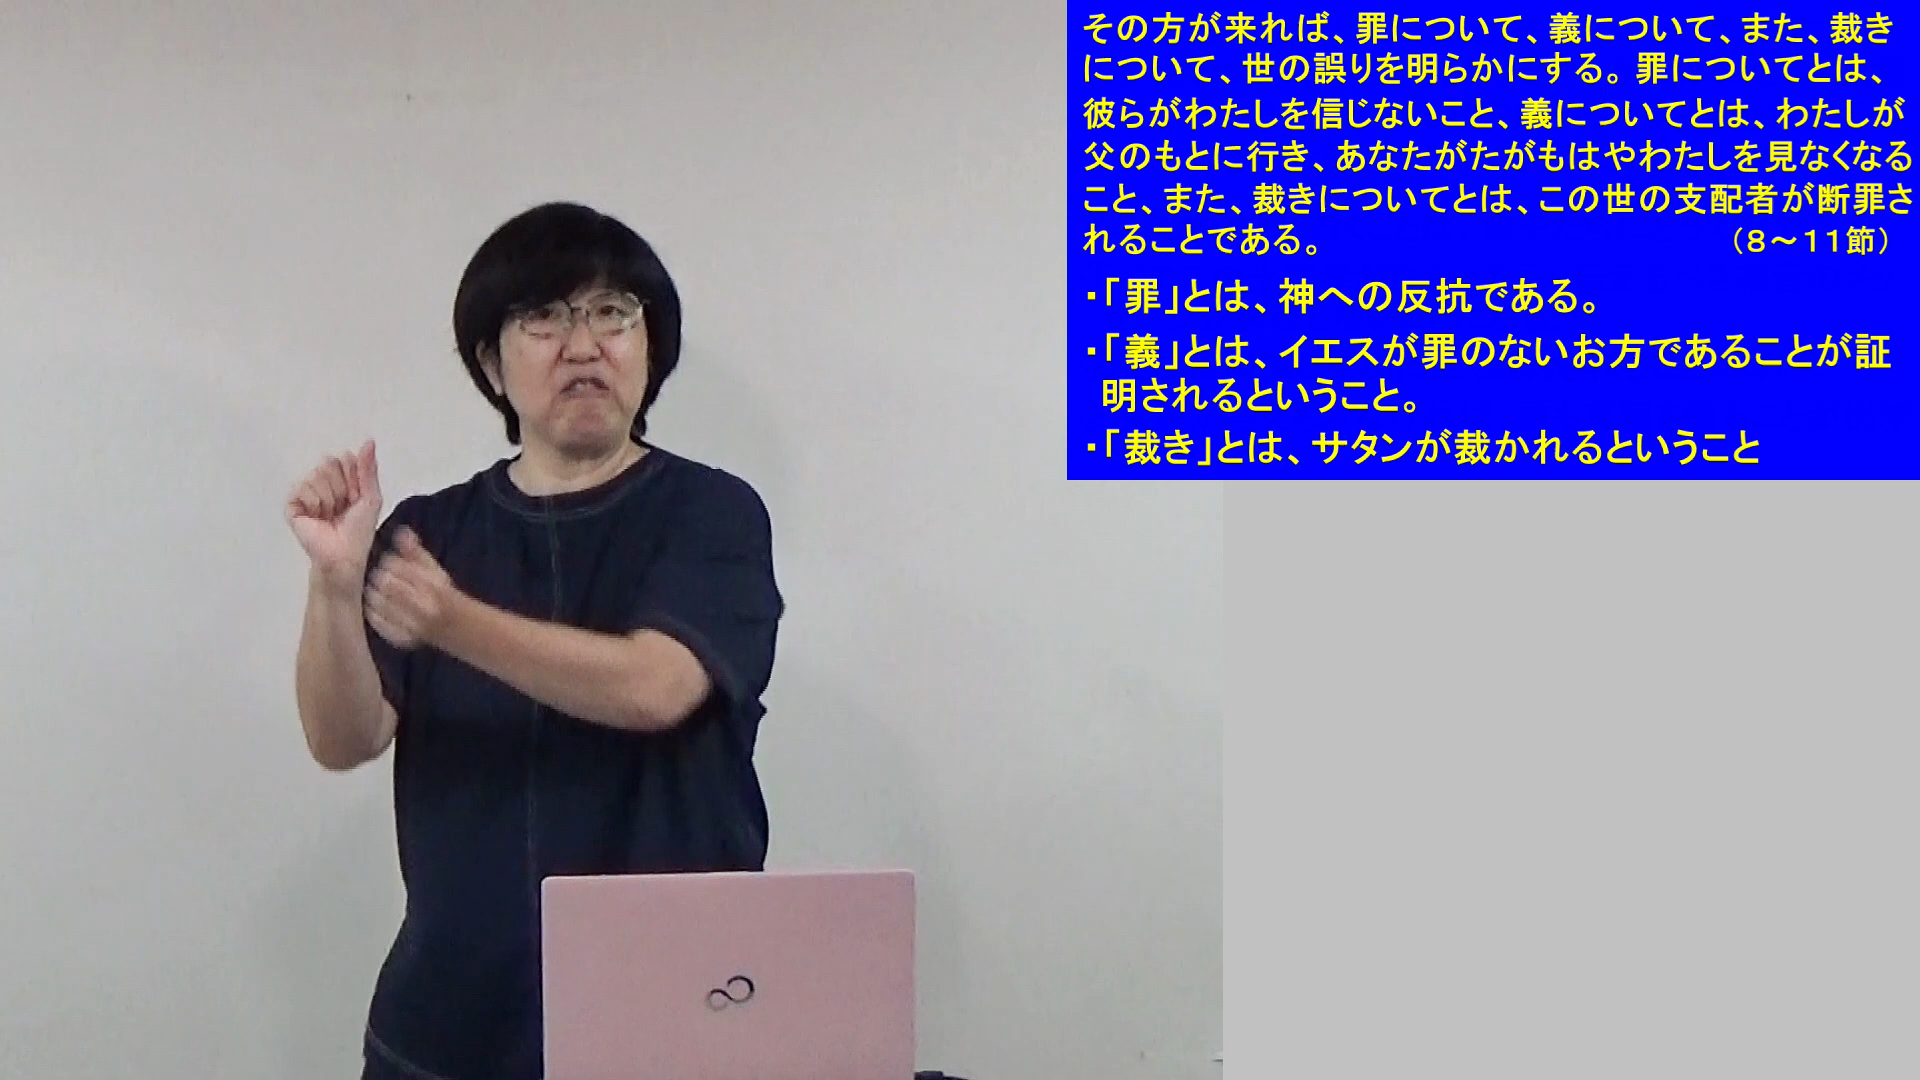 その方が来れば、罪について、義について、また、裁き
について、世の誤りを明らかにする。罪についてとは、
彼らがわたしを信じないこと、義についてとは、わたしが
父のもとに行き、あなたがたがもはやわたしを見なくなる
こと、また、裁きについてとは、この世の支配者が断罪さ
れることである。 （８～１１節）
・「罪」とは、神への反抗である。
・「義」とは、イエスが罪のないお方であることが証
明されるということ。
・「裁き」とは、サタンが裁かれるということ